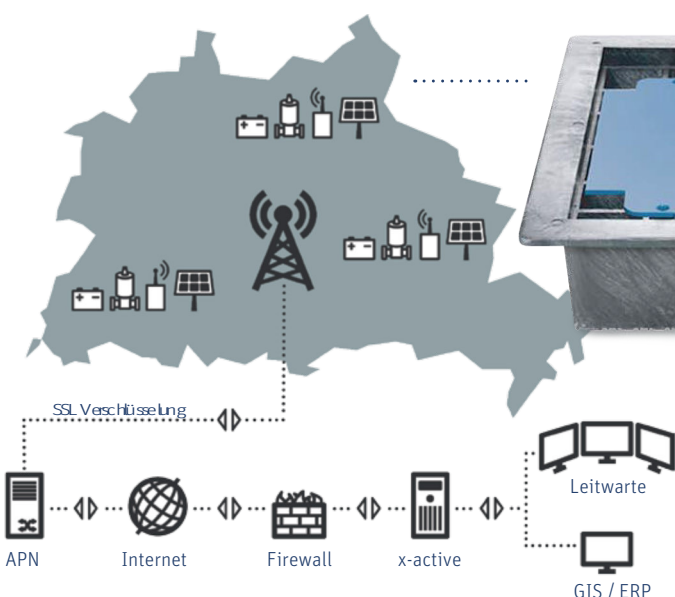 SSL Verschlüsselung
Leitwarte
APN
Internet
Firewall
x-active
GIS / ERP